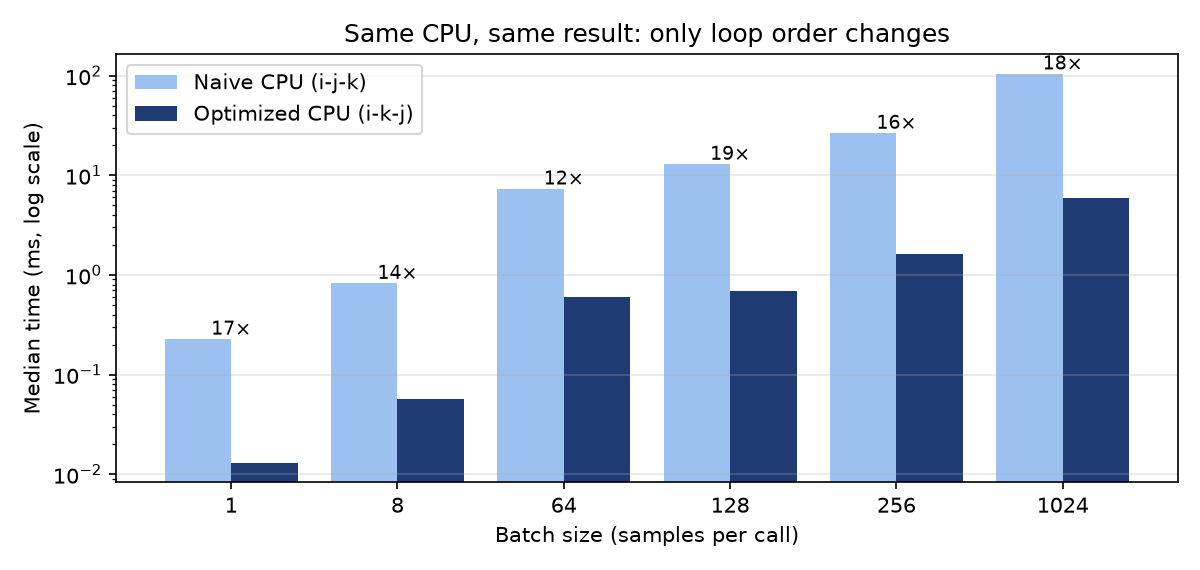 Same CPU, same result: only loop order changes
Naive CPU (i-j-k)
Optimized CPU (i-k-j)
Median time (ms, log scale)
10²
10¹
10⁰
10⁻¹
10⁻²
17×
14×
12×
19×
16×
18×
1 8 64 128 256 1024
Batch size (samples per call)